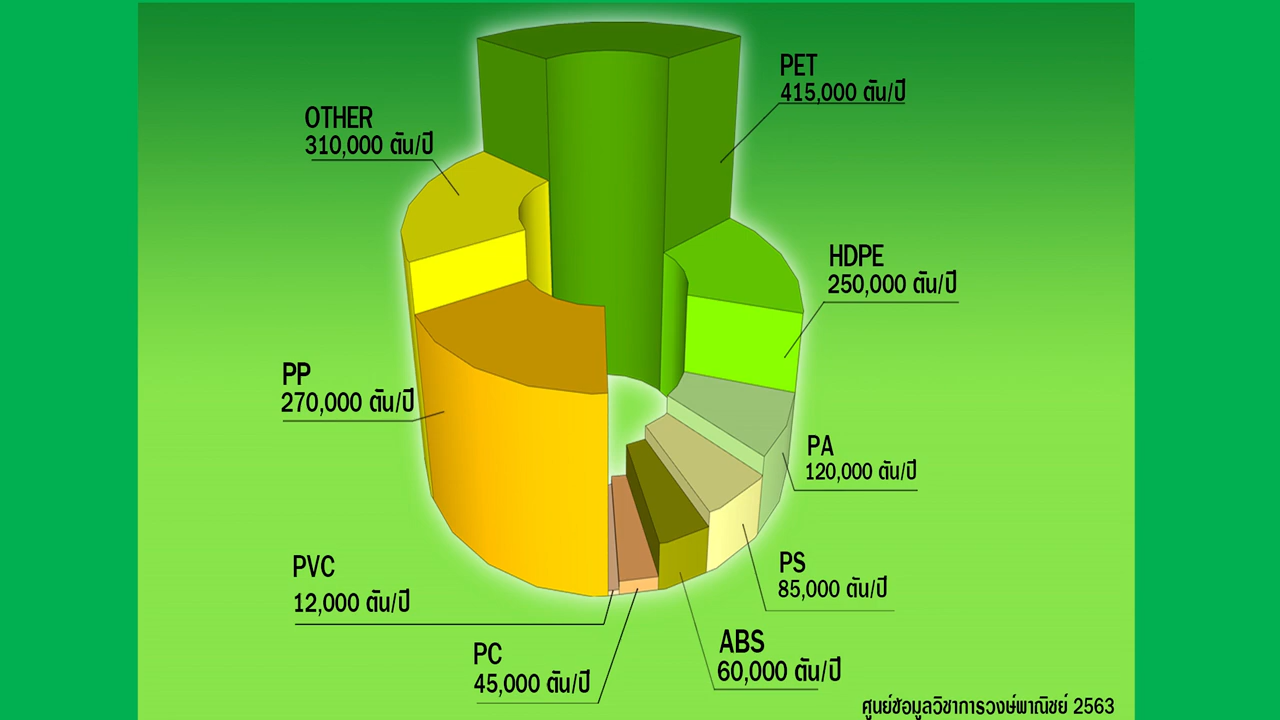 PET
415,000 ตัน/ปี
OTHER
310,000 ตัน/ปี
HDPE
250,000 ตัน/ปี
PP
270,000 ตัน/ปี
PA
120,000 ตัน/ปี
PVC
12,000 ตัน/ปี
PS
85,000 ตัน/ปี
PC
45,000 ตัน/ปี
ABS
60,000 ตัน/ปี
ศูนย์ข้อมูลวิชาการวงษ์พาณิชย์ 2563